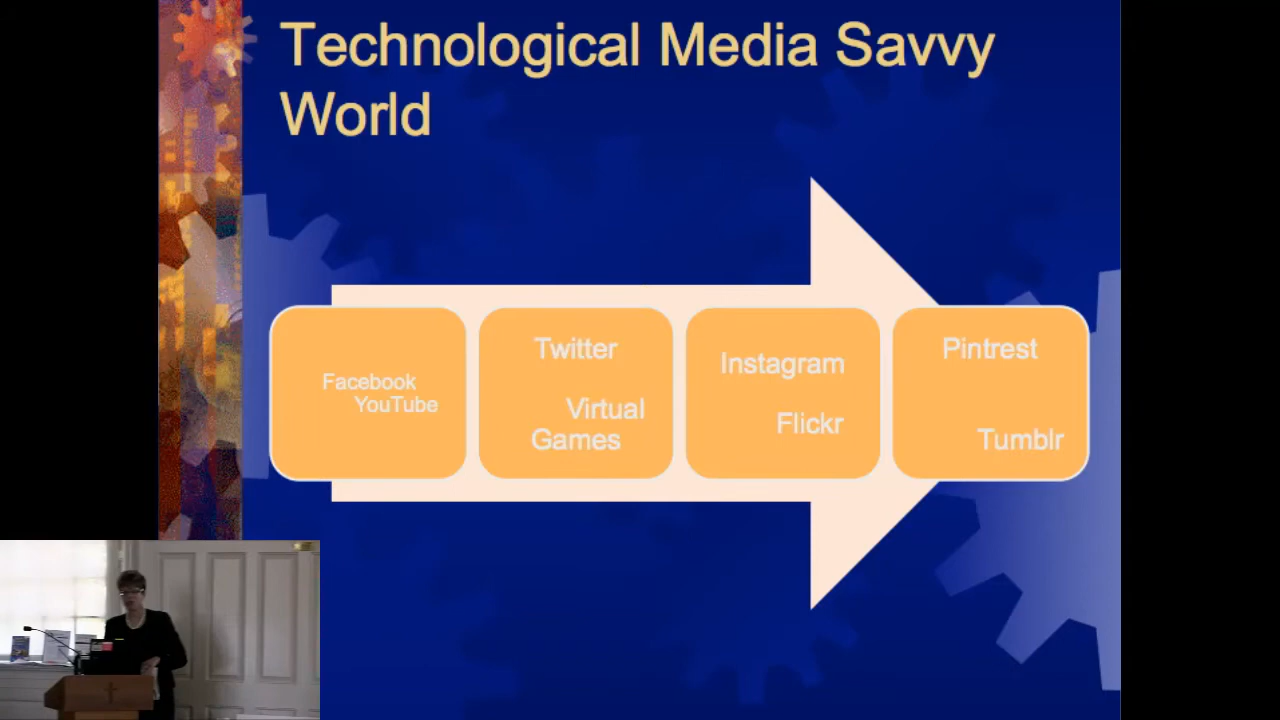 Technological Media Savvy
World
Facebook
YouTube
Twitter
Virtual
Games
Instagram
Flickr
Pintrest
Tumblr